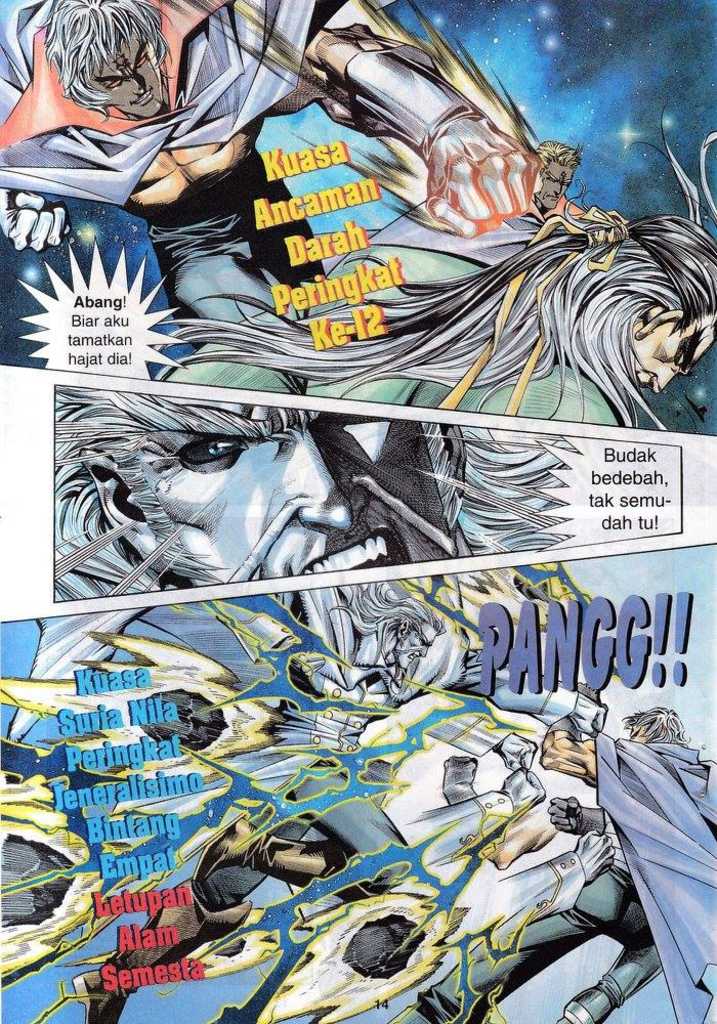 Kuasa
Ancaman
Darah
Peringkat
Ke-12
Abang!
Biar aku
tamatkan
hajat dia!
Budak
bedebah,
tak semu-
dah tu!
PANGG!!
Kuasa
Suria Nila
Peringkat
Jeneralisimo
Bintang
Empat
Letupan
Alam
Semesta
14